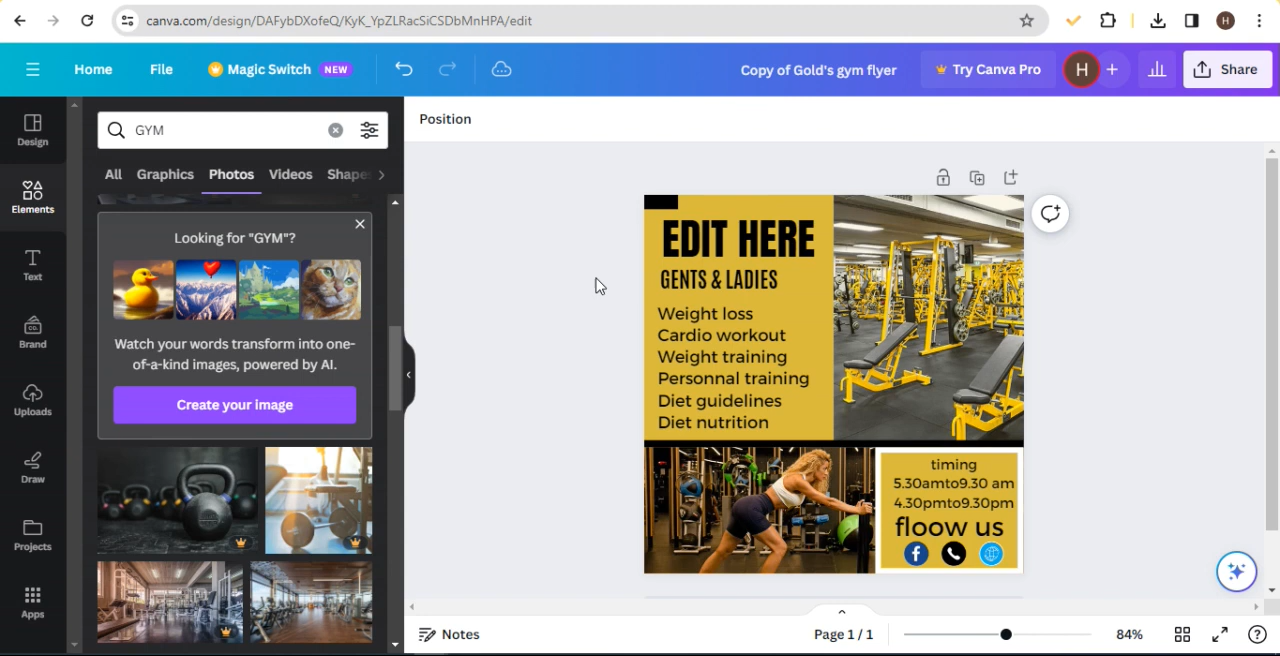 canva.com/design/DAFybDXofeQ/KyK_YpZLRacSiCSDbMnHPA/edit
H
Home
File
Magic Switch
NEW
Copy of Gold's gym flyer
Try Canva Pro
H
Share
Design
Elements
Text
Brand
Uploads
Draw
Projects
Apps
GYM
All
Graphics
Photos
Videos
Shape
Looking for "GYM"?
Watch your words transform into one-
of-a-kind images, powered by AI.
Create your image
Position
EDIT HERE
GENTS & LADIES
Weight loss
Cardio workout
Weight training
Personnal training
Diet guidelines
Diet nutrition
timing
5.30amto9.30 am
4.30pmto9.30pm
floow us
Notes
Page 1 / 1
84%